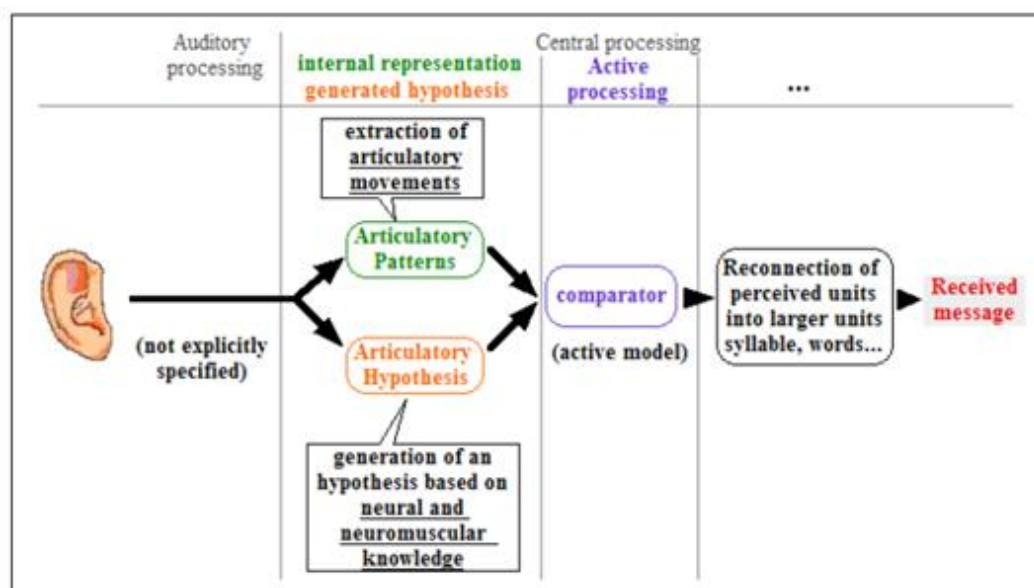 Auditory
processing
internal representation
generated hypothesis
Central processing
Active
processing
...
extraction of
articulatory
movements
Articulatory
Patterns
(not explicitly
specified)
Articulatory
Hypothesis
generation of an
hypothesis based on
neural and
neuromuscular
knowledge
comparator
(active model)
Reconnection of
perceived units
into larger units
syllable, words...
Received
message